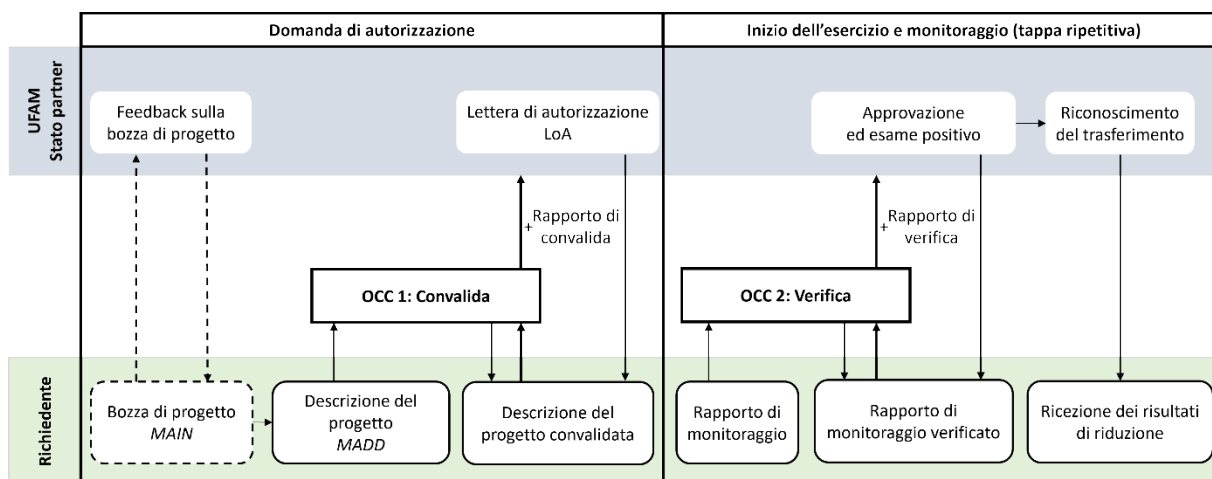 Domanda di autorizzazione
Inizio dell'esercizio e monitoraggio (tappa ripetitiva)
UFAM
Stato partner
Feedback sulla
bozza di progetto
Lettera di autorizzazione
LoA
Approvazione
ed esame positivo
Riconoscimento
del trasferimento
+ Rapporto di
convalida
+ Rapporto di
verifica
OCC 1: Convalida
OCC 2: Verifica
Richiedente
Bozza di progetto
MAIN
Descrizione del
progetto
MADD
Descrizione del
progetto convalidata
Rapporto di
monitoraggio
Rapporto di
monitoraggio verificato
Ricezione dei risultati
di riduzione